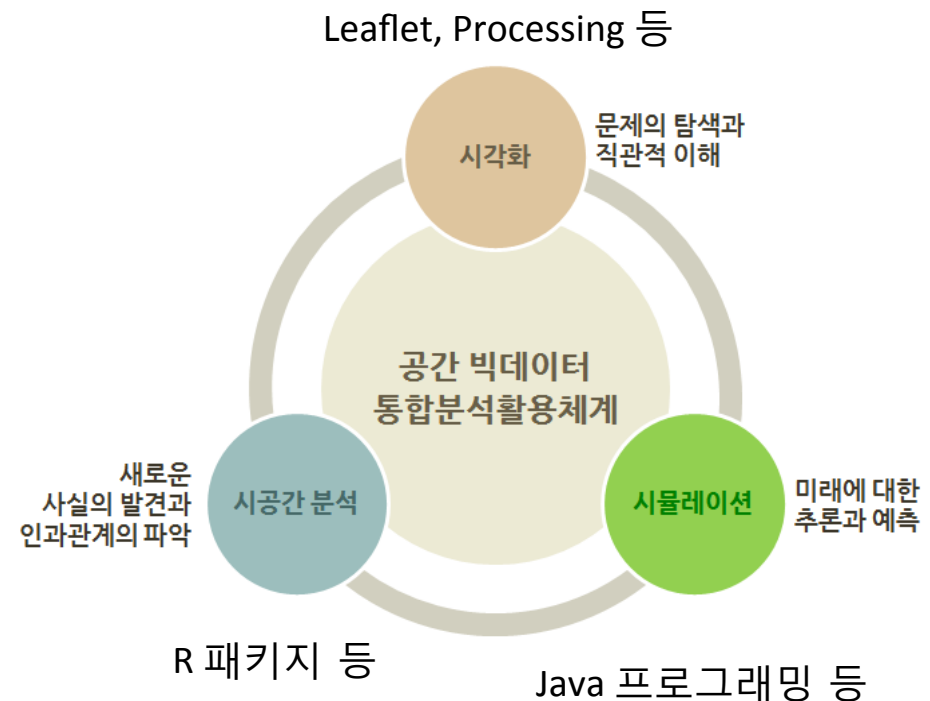 Leaflet, Processing 등
시각화
문제의 탐색과
직관적 이해
공간 빅데이터
통합분석활용체계
새로운
사실의 발견과
인과관계의 파악
시공간 분석
시뮬레이션
미래에 대한
추론과 예측
R 패키지 등
Java 프로그래밍 등